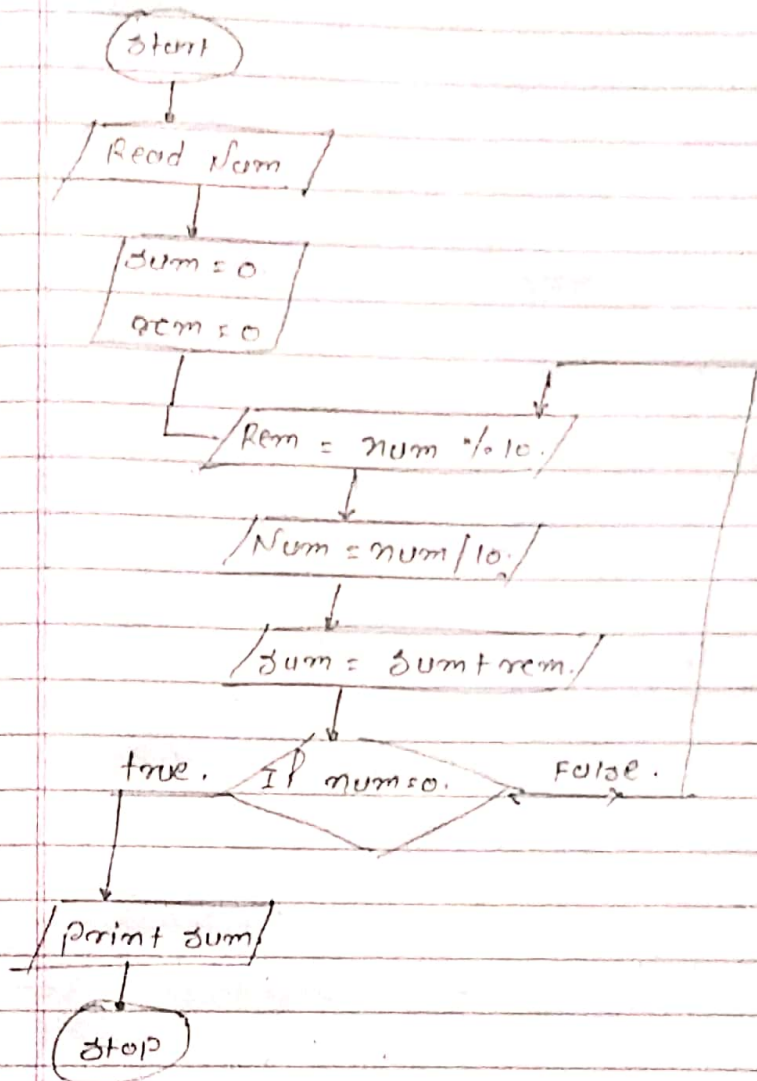 Start
Read Num
sum = 0
rem = 0
Rem = num % 10.
Num = num / 10.
sum = sum + rem.
true. If num = 0. False.
print sum
stop